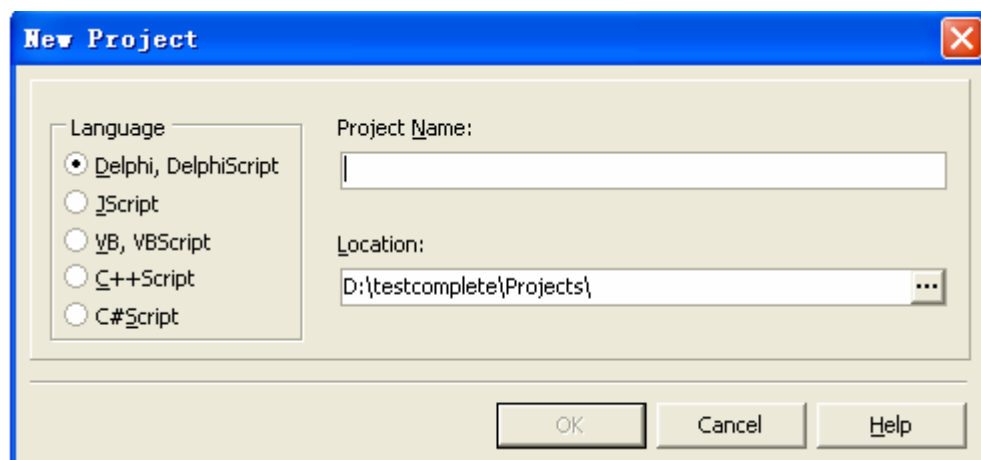 New Project
Language
Delphi, DelphiScript
JScript
VB, VBScript
C++Script
C#Script
Project Name:
Location:
D:\testcomplete\Projects\
...
OK
Cancel
Help